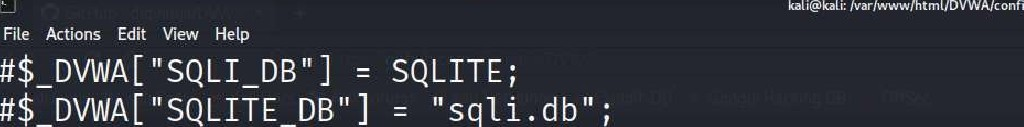 kali@kali: /var/www/html/DVWA/confi
File Actions Edit View Help
#$_DVWA["SQLI_DB"] = SQLITE;
#$_DVWA["SQLITE_DB"] = "sqli.db";